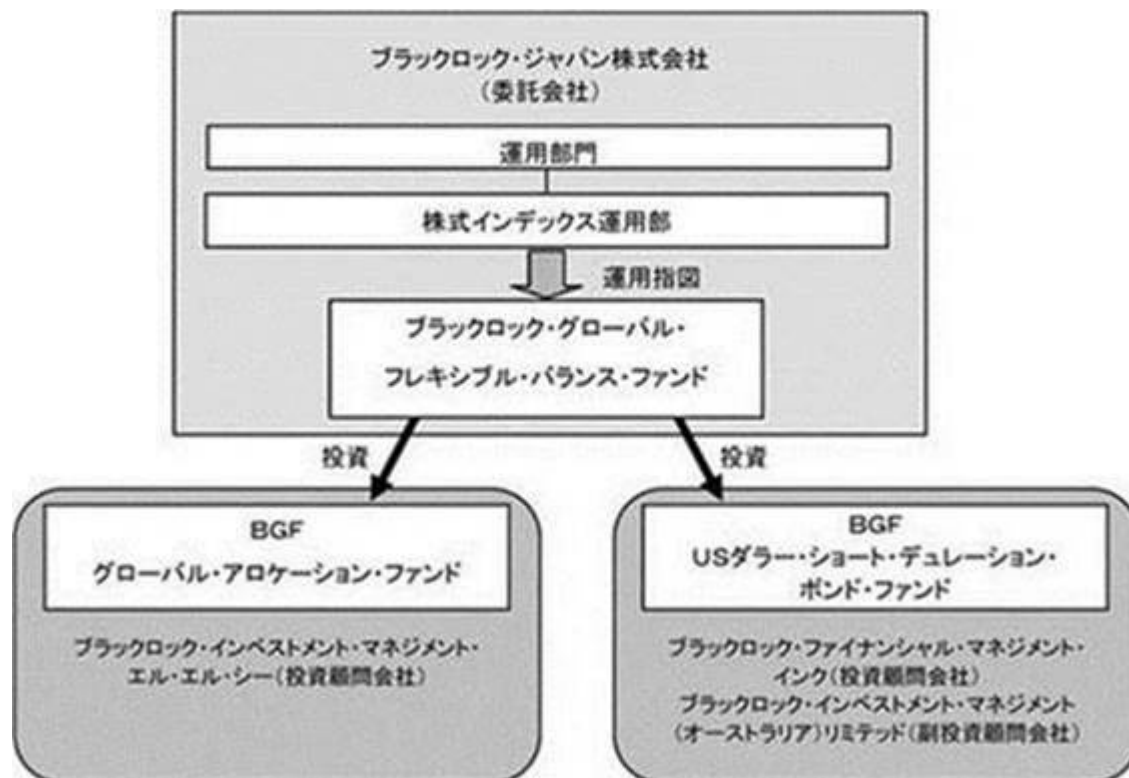 ブラックロック・ジャパン株式会社
(委託会社)
運用部門
株式インデックス運用部
運用指図
ブラックロック・グローバル・
フレキシブル・バランス・ファンド
投資
投資
BGF
グローバル・アロケーション・ファンド
ブラックロック・インベストメント・マネジメント・
エル・エル・シー(投資顧問会社)
BGF
USダラー・ショート・デュレーション・
ボンド・ファンド
ブラックロック・ファイナンシャル・マネジメント・
インク(投資顧問会社)
ブラックロック・インベストメント・マネジメント
(オーストラリア)リミテッド(副投資顧問会社)